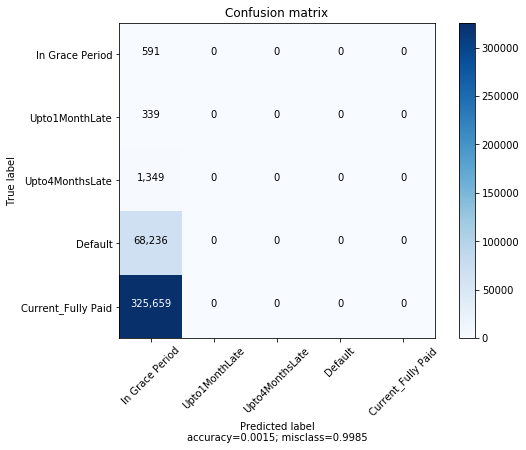 Confusion matrix
True label
In Grace Period
591 0 0 0 0
Upto1MonthLate
339 0 0 0 0
Upto4MonthsLate
1,349 0 0 0 0
Default
68,236 0 0 0 0
Current_Fully Paid
325,659 0 0 0 0
In Grace Period
Upto1MonthLate
Upto4MonthsLate
Default
Current_Fully Paid
Predicted label
accuracy=0.0015; misclass=0.9985
300000
250000
200000
150000
100000
50000
0